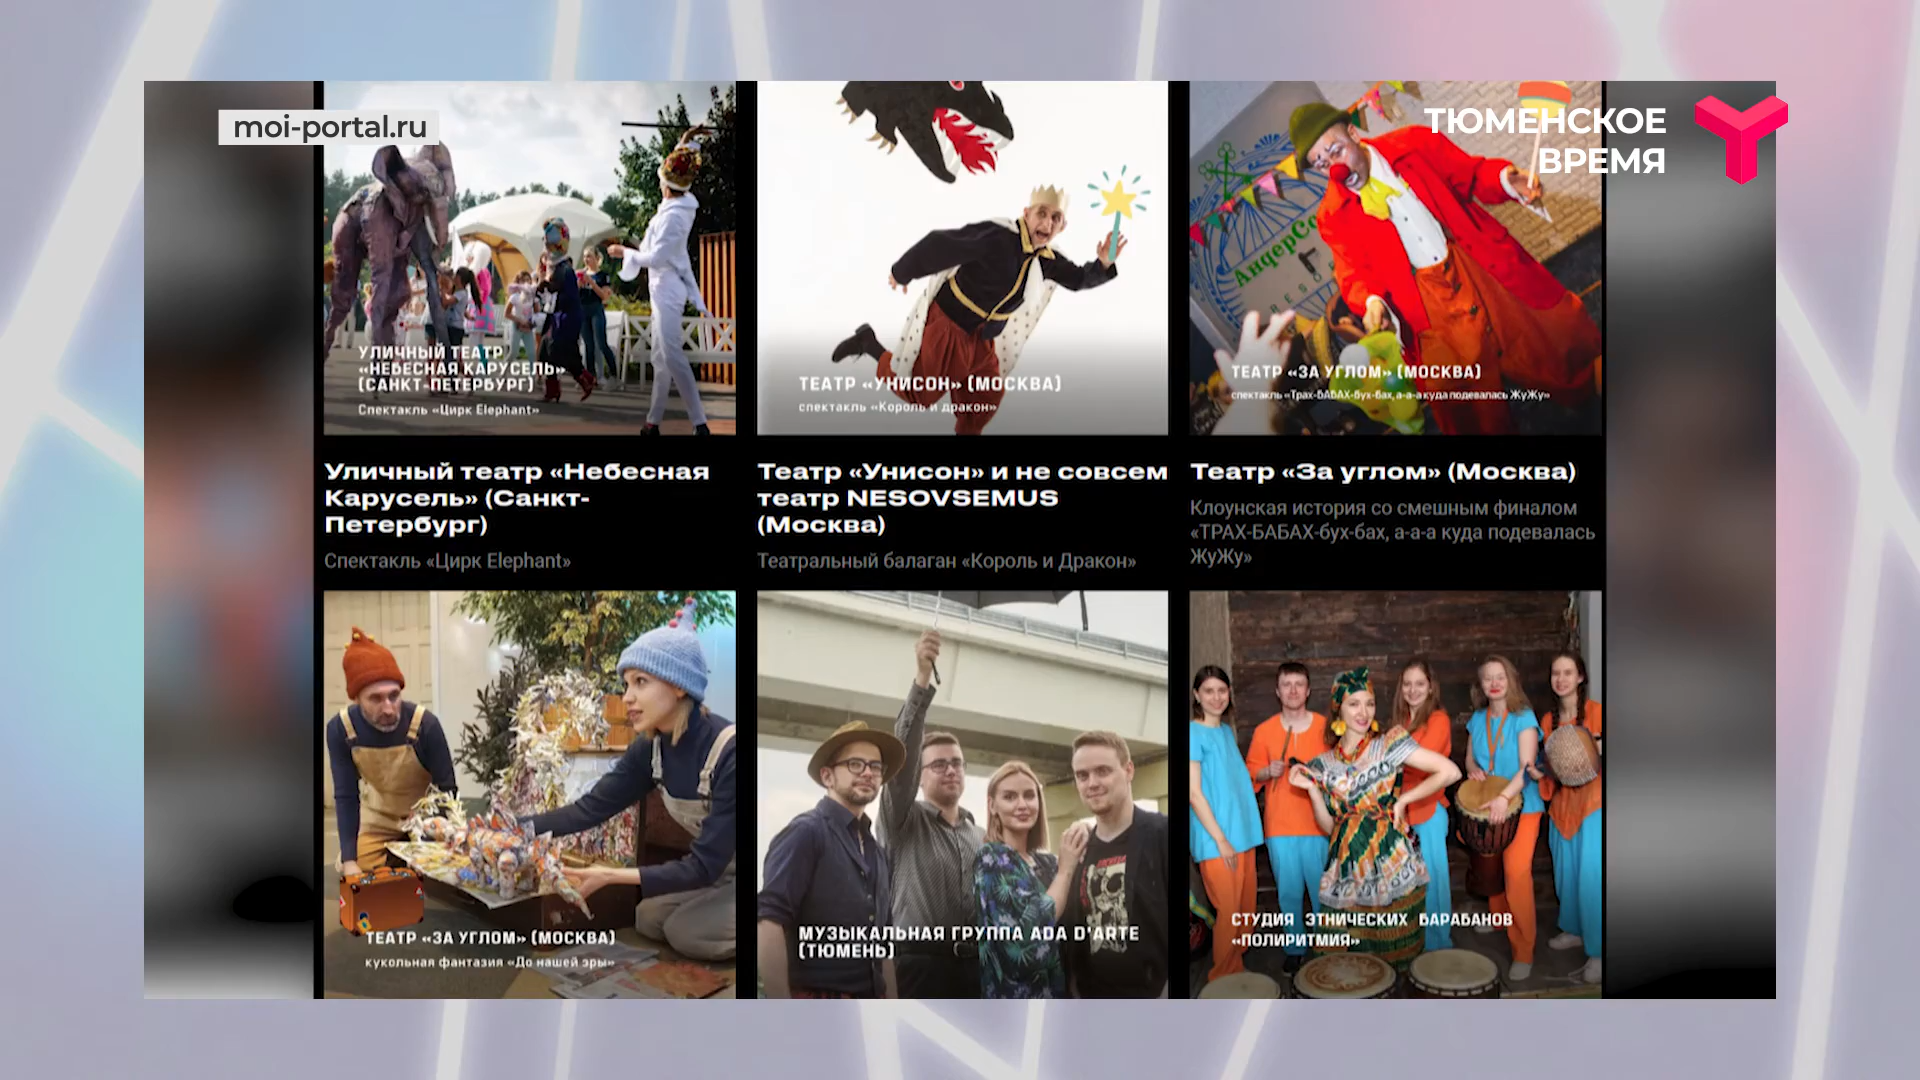 moi-portal.ru
ТЮМЕНСКОЕ
ВРЕМЯ
АндерСо
RESO
УЛИЧНЫЙ ТЕАТР
«НЕБЕСНАЯ КАРУСЕЛЬ»
(САНКТ-ПЕТЕРБУРГ)
Спектакль «Цирк Elephant»
ТЕАТР «УНИСОН» (МОСКВА)
спектакль «Король и дракон»
ТЕАТР «ЗА УГЛОМ» (МОСКВА)
спектакль «Трах-БАБАХ-бух-бах, а-а-а куда подевалась ЖуЖу»
Уличный театр «Небесная
Карусель» (Санкт-
Петербург)
Спектакль «Цирк Elephant»
Театр «Унисон» и не совсем
театр NESOVSEMUS
(Москва)
Театральный балаган «Король и Дракон»
Театр «За углом» (Москва)
Клоунская история со смешным финалом
«ТРАХ-БАБАХ-бух-бах, а-а-а куда подевалась
ЖуЖу»
ТЕАТР «ЗА УГЛОМ» (МОСКВА)
кукольная фантазия «До нашей эры»
МУЗЫКАЛЬНАЯ ГРУППА ADA D'ARTE
(ТЮМЕНЬ)
СТУДИЯ ЭТНИЧЕСКИХ БАРАБАНОВ
«ПОЛИРИТМИЯ»